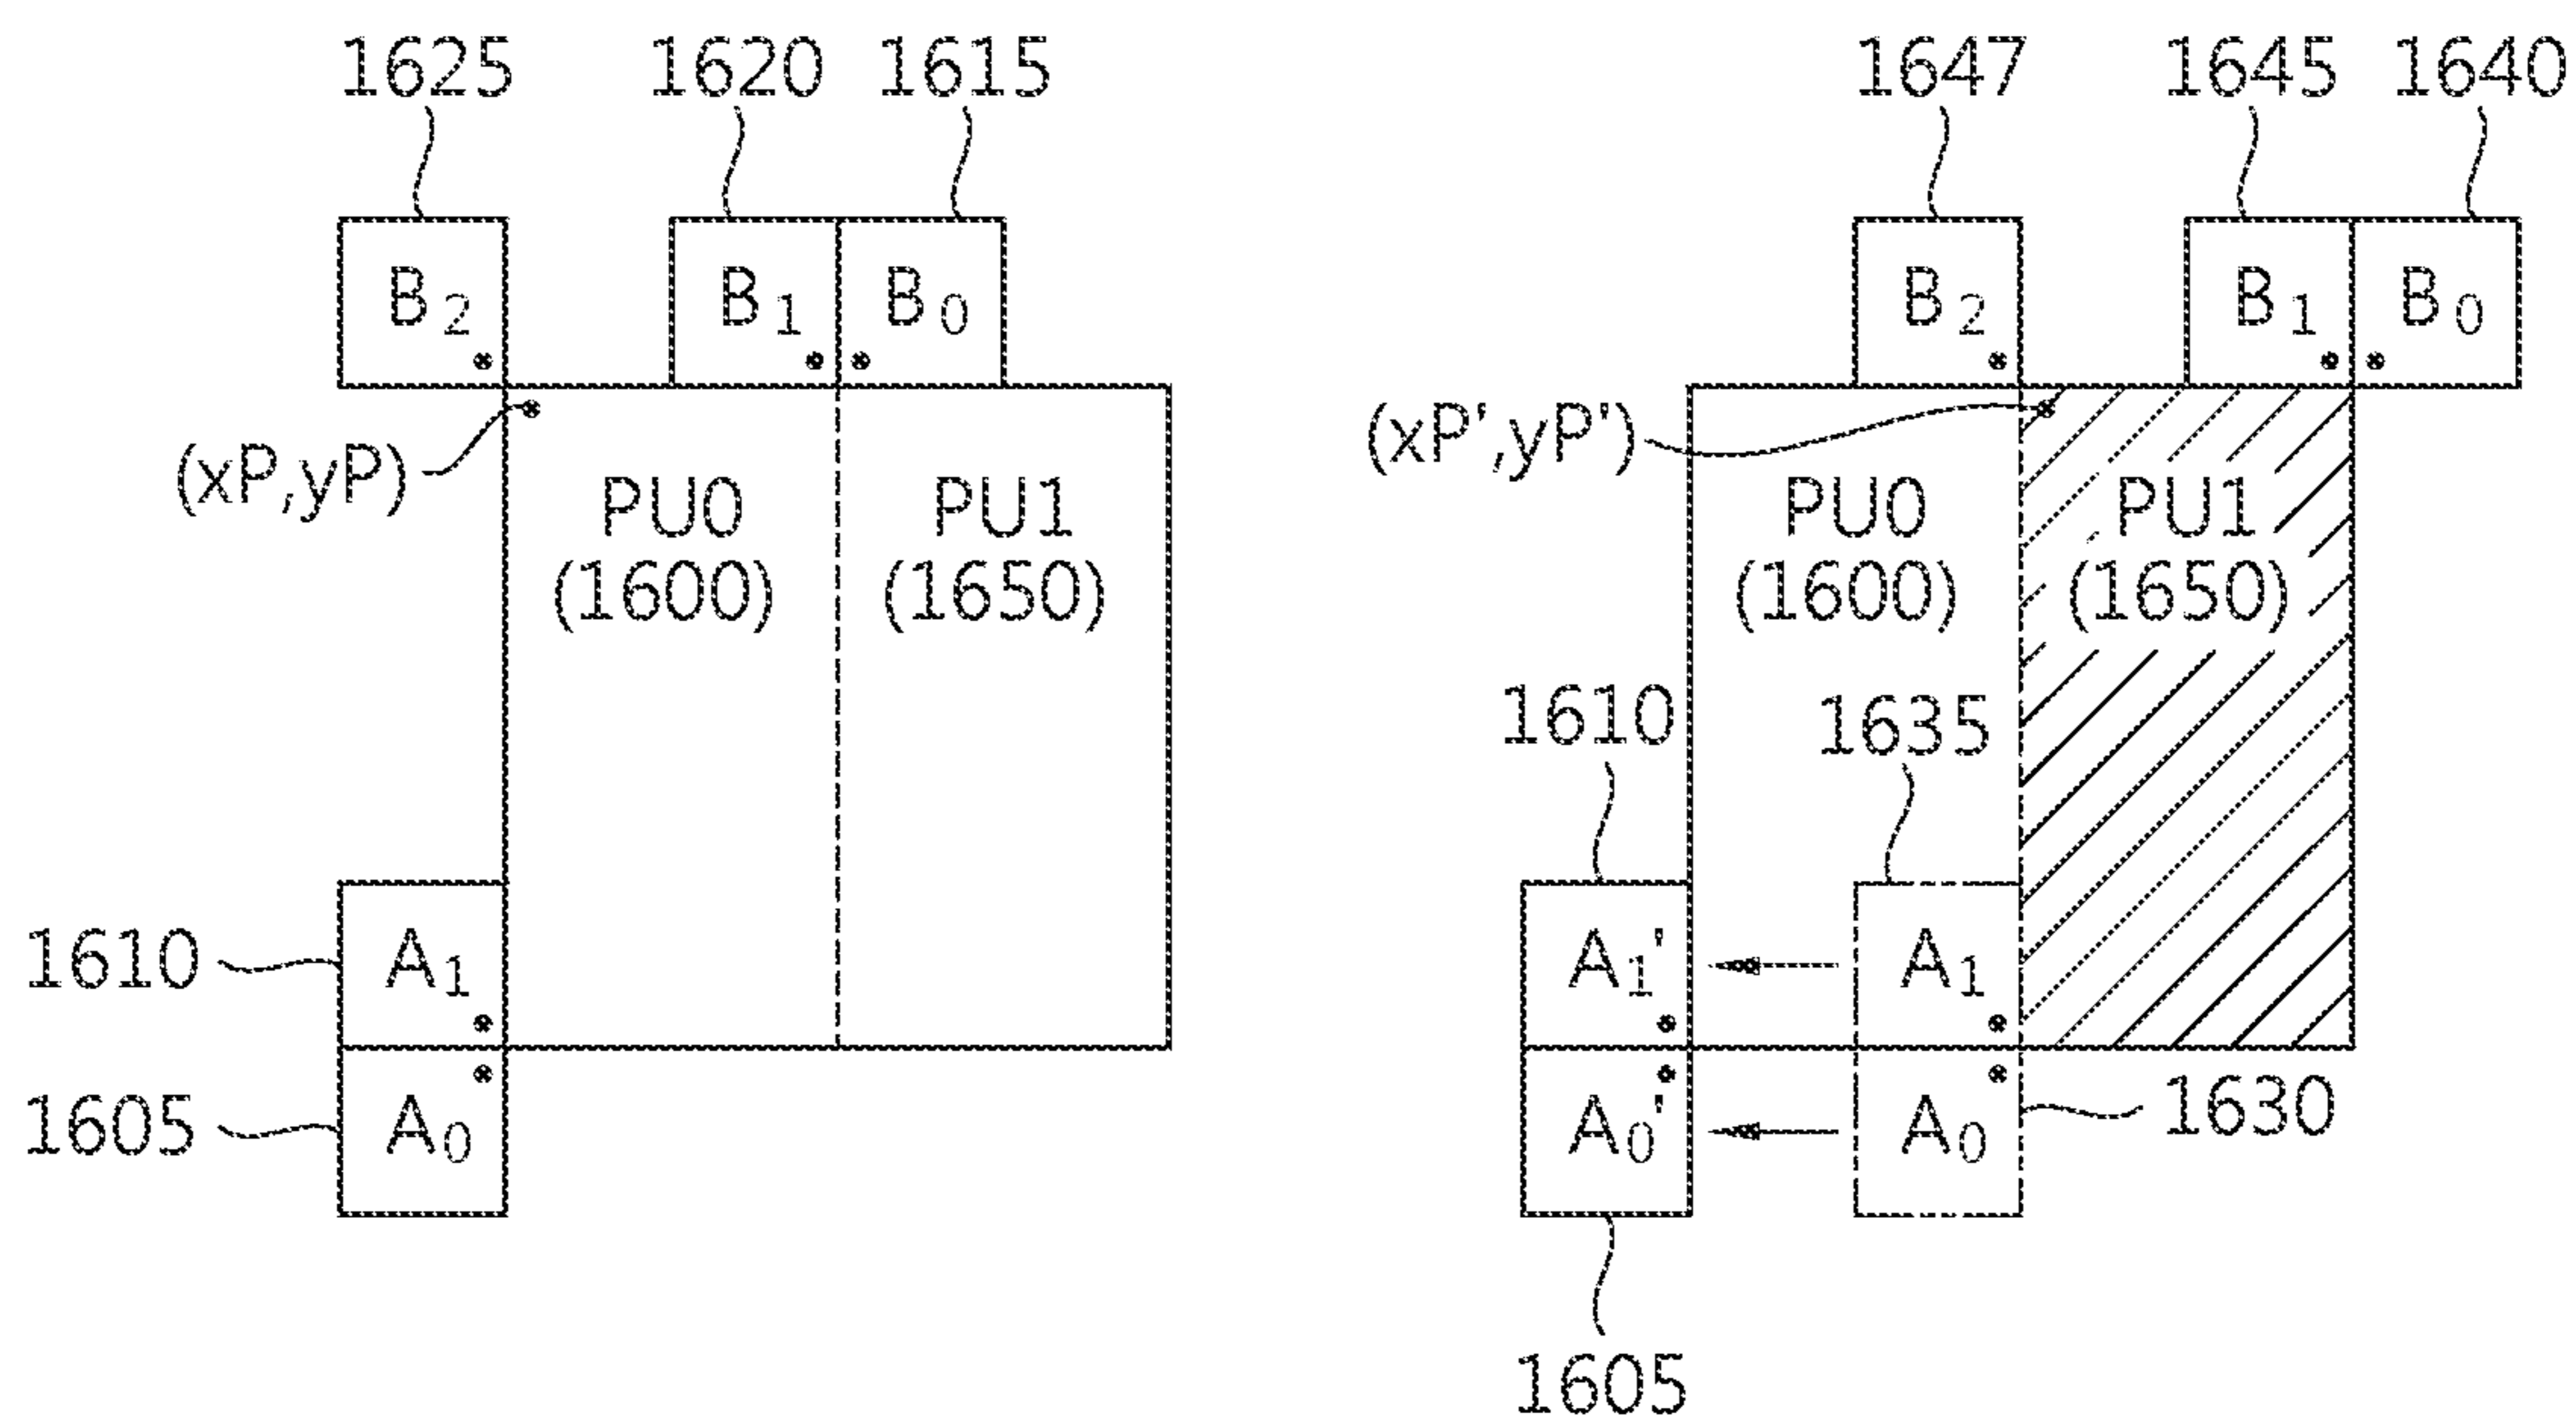 1625 1620 1615
B2 B1 B0
(xP,yP)
PU0 PU1
(1600) (1650)
1610 A1
1605 A0
1647 1645 1640
B2 B1 B0
(xP',yP')
PU0 PU1
(1600) (1650)
1610 1635
A1' A1
A0' A0 1630
1605